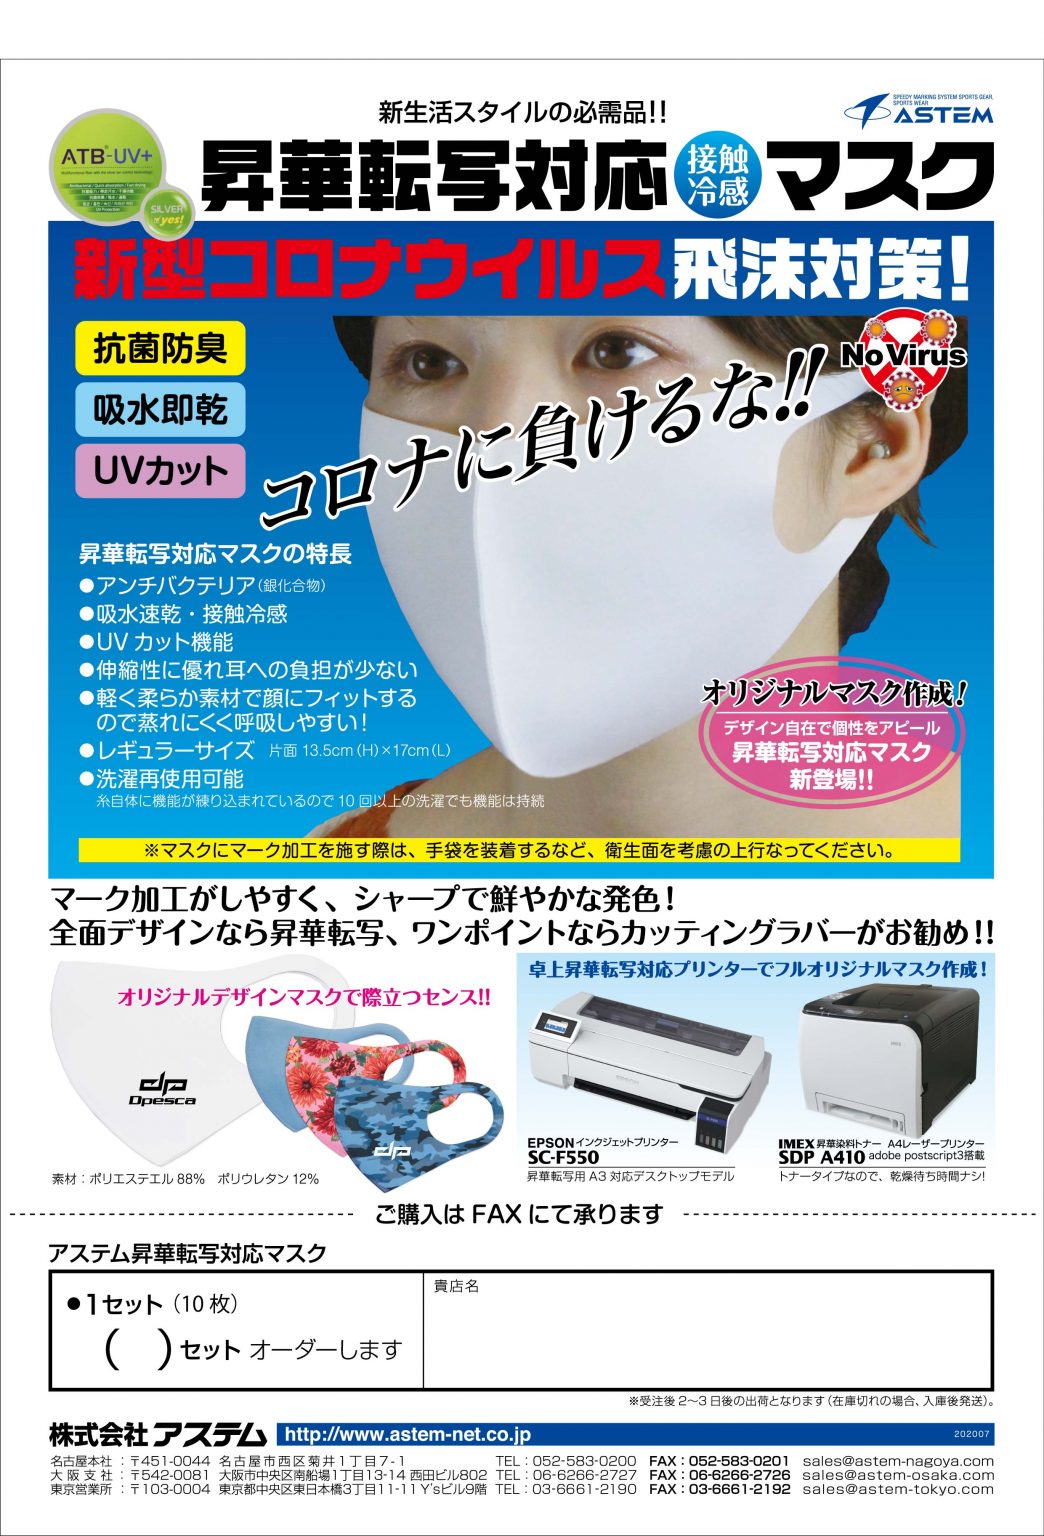 新生活スタイルの必需品!!
SPEEDY MARKING SYSTEM SPORTS GEAR,
SPORTS WEAR
ASTEM
ATB®-UV+
SILVER
yes!
昇華転写対応 接触冷感 マスク
新型コロナウイルス飛沫対策!
抗菌防臭
吸水即乾
UVカット
No Virus
コロナに負けるな!!
昇華転写対応マスクの特長
●アンチバクテリア(銀化合物)
●吸水速乾・接触冷感
●UVカット機能
●伸縮性に優れ耳への負担が少ない
●軽く柔らか素材で顔にフィットする
ので蒸れにくく呼吸しやすい!
●レギュラーサイズ 片面 13.5cm(H)×17cm(L)
●洗濯再使用可能
糸自体に機能が練り込まれているので10回以上の洗濯でも機能は持続
オリジナルマスク作成!
デザイン自在で個性をアピール
昇華転写対応マスク
新登場!!
※マスクにマーク加工を施す際は、手袋を装着するなど、衛生面を考慮の上行なってください。
マーク加工がしやすく、シャープで鮮やかな発色!
全面デザインなら昇華転写、ワンポイントならカッティングラバーがお勧め!!
オリジナルデザインマスクで際立つセンス!!
dp
Dpesca
dp
素材:ポリエステエル88% ポリウレタン12%
卓上昇華転写対応プリンターでフルオリジナルマスク作成!
EPSON インクジェットプリンター
SC-F550
昇華転写用A3対応デスクトップモデル
IMEX 昇華染料トナー A4レーザープリンター
SDP A410 adobe postscript3搭載
トナータイプなので、乾燥待ち時間ナシ!
ご購入はFAXにて承ります
アステム昇華転写対応マスク
●1セット(10枚)
( )セット オーダーします
貴店名
※受注後2〜3日後の出荷となります(在庫切れの場合、入庫後発送)。
株式会社アステム http://www.astem-net.co.jp 202007
名古屋本社:〒451-0044 名古屋市西区菊井1丁目7-1 TEL:052-583-0200 FAX:052-583-0201 sales@astem-nagoya.com
大阪支社:〒542-0081 大阪市中央区南船場1丁目13-14 西田ビル802 TEL:06-6266-2727 FAX:06-6266-2726 sales@astem-osaka.com
東京営業所:〒103-0004 東京都中央区東日本橋3丁目11-11 Y'sビル9階 TEL:03-6661-2190 FAX:03-6661-2192 sales@astem-tokyo.com